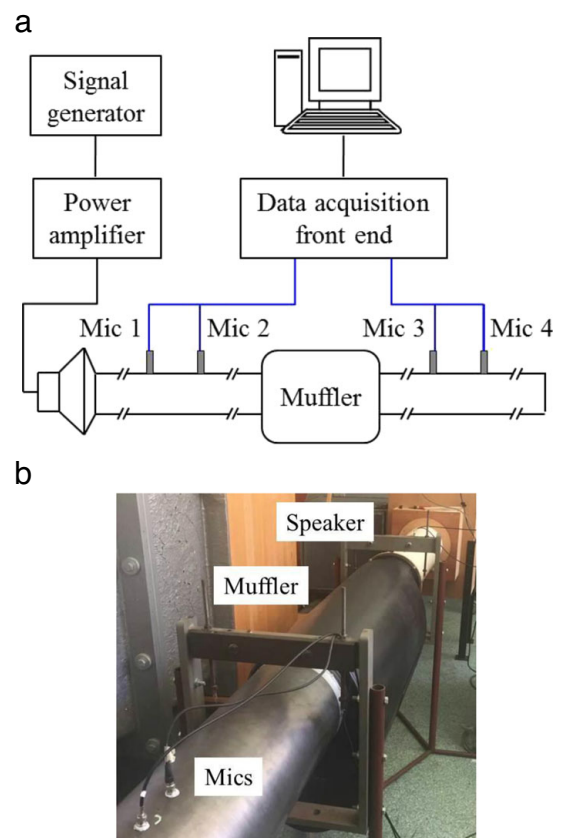 a
Signal
generator
Power
amplifier
Data acquisition
front end
Mic 1
Mic 2
Mic 3
Mic 4
Muffler
b
Speaker
Muffler
Mics